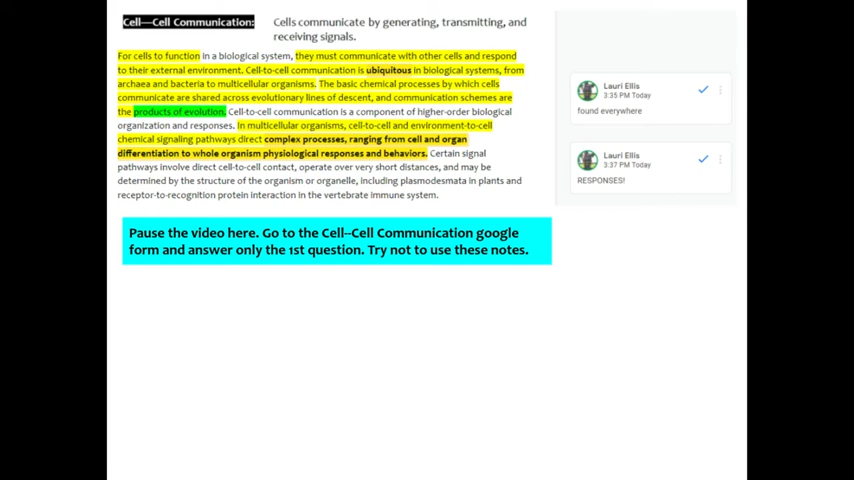 Cell—Cell Communication: Cells communicate by generating, transmitting, and
receiving signals.
For cells to function in a biological system, they must communicate with other cells and respond
to their external environment. Cell-to-cell communication is ubiquitous in biological systems, from
archaea and bacteria to multicellular organisms. The basic chemical processes by which cells
communicate are shared across evolutionary lines of descent, and communication schemes are
the products of evolution. Cell-to-cell communication is a component of higher-order biological
organization and responses. In multicellular organisms, cell-to-cell and environment-to-cell
chemical signaling pathways direct complex processes, ranging from cell and organ
differentiation to whole organism physiological responses and behaviors. Certain signal
pathways involve direct cell-to-cell contact, operate over very short distances, and may be
determined by the structure of the organism or organelle, including plasmodesmata in plants and
receptor-to-recognition protein interaction in the vertebrate immune system.
Lauri Ellis
3:35 PM Today
found everywhere
Lauri Ellis
3:37 PM Today
RESPONSES!
Pause the video here. Go to the Cell–Cell Communication google
form and answer only the 1st question. Try not to use these notes.